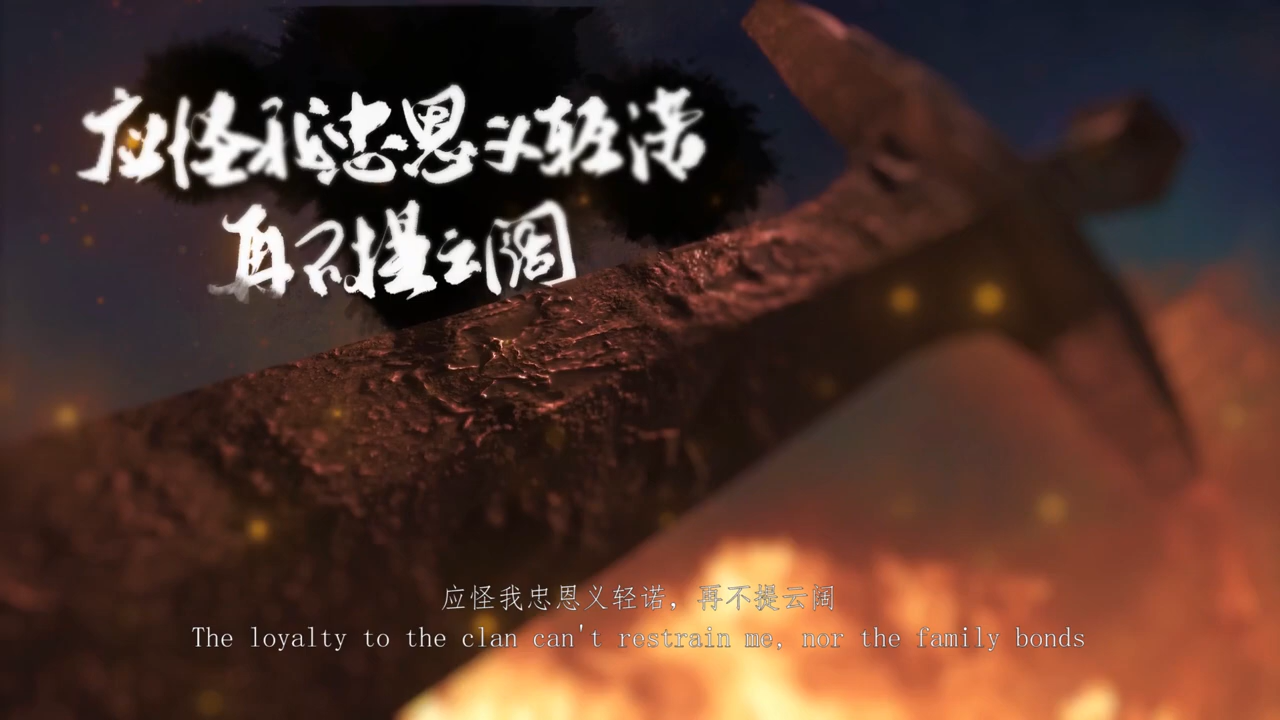 应怪我忠恩义轻诺
再不提云阔
应怪我忠恩义轻诺，再不提云阔
The loyalty to the clan can't restrain me, nor the family bonds